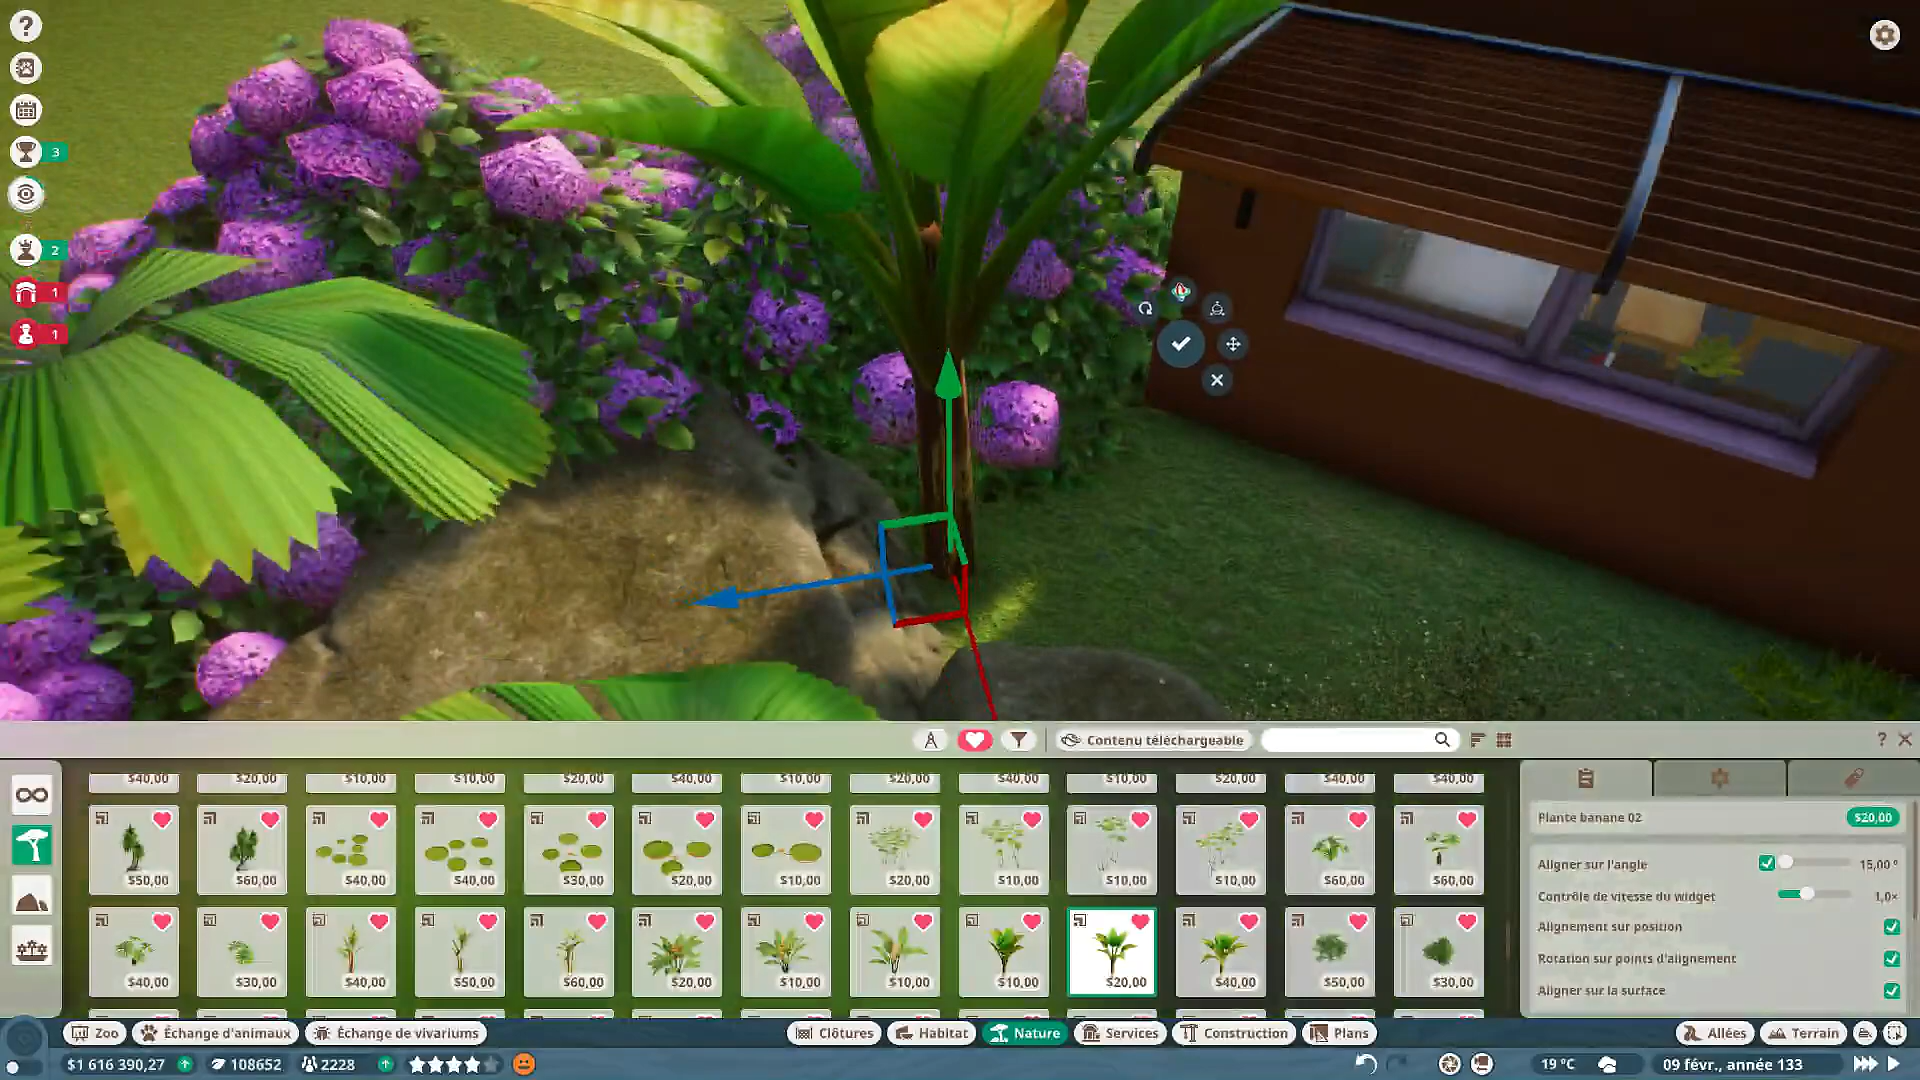 ?
3
2
1
1
Contenu téléchargeable
?
$40,00 $20,00 $10,00 $10,00 $20,00 $40,00 $10,00 $20,00 $40,00 $10,00 $20,00 $40,00 $40,00
$50,00 $60,00 $40,00 $40,00 $30,00 $20,00 $10,00 $20,00 $10,00 $10,00 $10,00 $60,00 $60,00
$40,00 $30,00 $40,00 $50,00 $60,00 $20,00 $10,00 $10,00 $10,00 $20,00 $40,00 $50,00 $30,00
Plante banane 02 $20,00
Aligner sur l'angle 15,00 °
Contrôle de vitesse du widget 1,0×
Alignement sur position
Rotation sur points d'alignement
Aligner sur la surface
Zoo Échange d'animaux Échange de vivariums Clôtures Habitat Nature Services Construction Plans Allées Terrain
$1 616 390,27 108652 2228 19 °C 09 févr., année 133